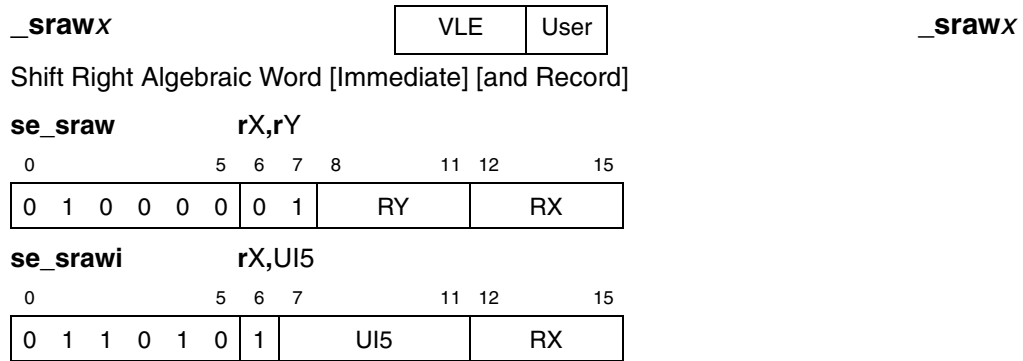 _srawx VLE User _srawx
Shift Right Algebraic Word [Immediate] [and Record]
se_sraw rX,rY
0 5 6 7 8 11 12 15
0 1 0 0 0 0 0 1 RY RX
se_srawi rX,UI5
0 5 6 7 11 12 15
0 1 1 0 1 0 1 UI5 RX